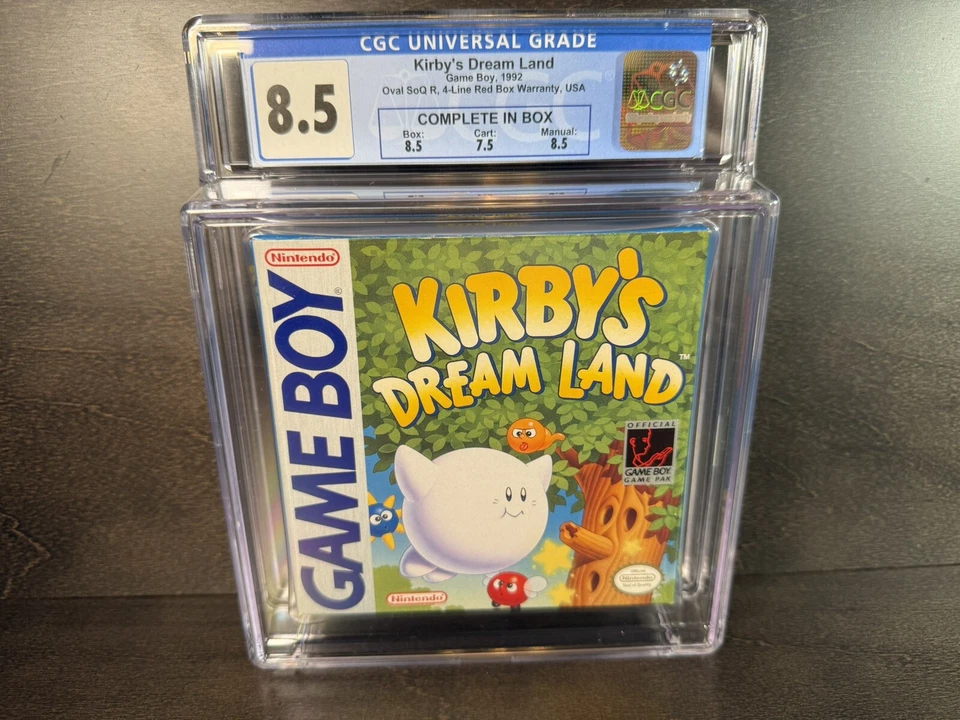 CGC UNIVERSAL GRADE
8.5
Kirby's Dream Land
Game Boy, 1992
Oval SoQ R, 4-Line Red Box Warranty, USA
COMPLETE IN BOX
Box: Cart: Manual:
8.5 7.5 8.5
CGC
Nintendo®
GAME BOY®
KIRBY'S
DREAM LAND™
OFFICIAL
GAME BOY
GAME PAK
Nintendo
Nintendo®